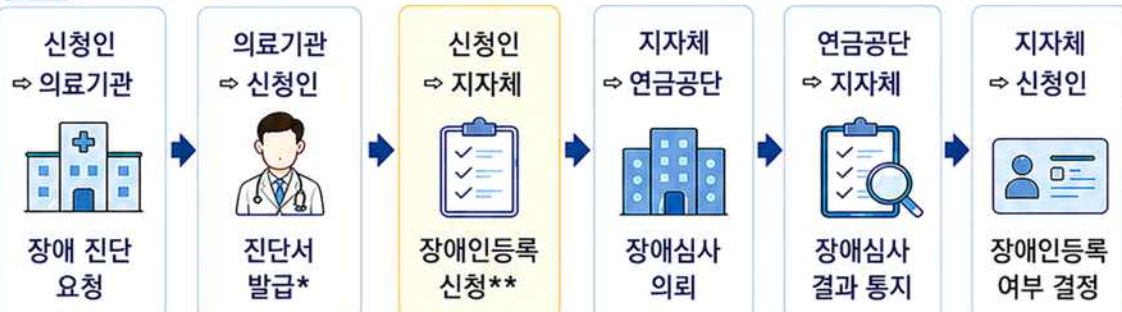 신청인
⇨ 의료기관
장애 진단
요청
의료기관
⇨ 신청인
진단서
발급*
신청인
⇨ 지자체
장애인등록
신청**
지자체
⇨ 연금공단
장애심사
의뢰
연금공단
⇨ 지자체
장애심사
결과 통지
지자체
⇨ 신청인
장애인등록
여부 결정